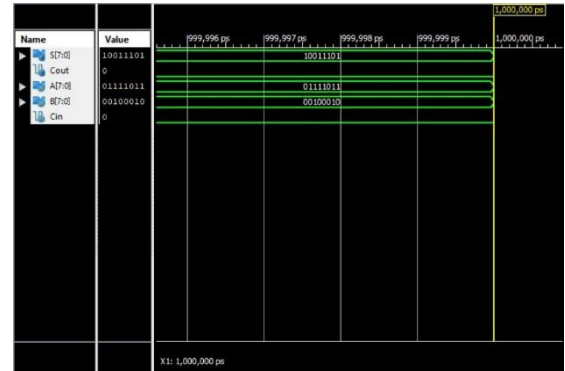 1,000,000 ps
Name Value 999,996 ps 999,997 ps 999,998 ps 999,999 ps 1,000,000 ps
S[7:0] 10011101 10011101
Cout 0
A[7:0] 01111011 01111011
B[7:0] 00100010 00100010
Cin 0
X1: 1,000,000 ps